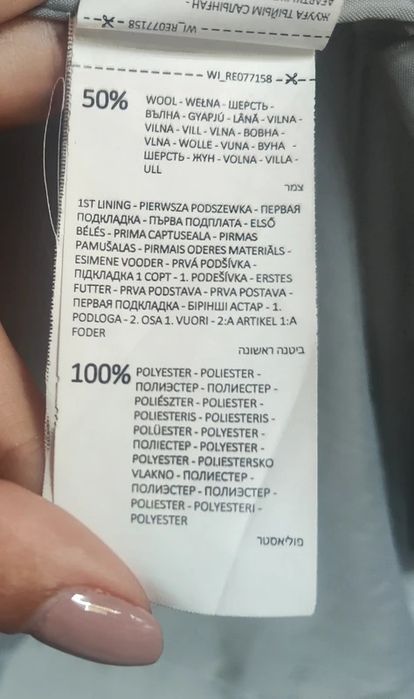 ЖУУҒА ТЫЙЫМ САЛЫНҒАН-
WI_RE077158
WI_RE077158
50%
WOOL - WEŁNA - ШЕРСТЬ -
ВЪЛНА - GYAPJÚ - LÂNĂ - VILNA -
VILNA - VILL - VLNA - ВОВНА -
VLNA - WOLLE - VUNA - ВУНА -
ШЕРСТЬ - ЖҮН - VOLNA - VILLA -
ULL
צמר
1ST LINING - PIERWSZA PODSZEWKA - ПЕРВАЯ
ПОДКЛАДКА - ПЪРВА ПОДПЛАТА - ELSŐ
BÉLÉS - PRIMA CAPTUSEALA - PIRMAS
PAMUŠALAS - PIRMAIS ODERES MATERIĀLS -
ESIMENE VOODER - PRVÁ PODŠÍVKA -
ПІДКЛАДКА 1 СОРТ - 1. PODEŠÍVKA - ERSTES
FUTTER - PRVA PODSTAVA - PRVA POSTAVA -
ПЕРВАЯ ПОДКЛАДКА - БІРІНШІ АСТАР - 1.
PODLOGA - 2. OSA 1. VUORI - 2:A ARTIKEL 1:A
FODER
ביטנה ראשונה
100%
POLYESTER - POLIESTER -
ПОЛИЭСТЕР - ПОЛИЕСТЕР -
POLIÉSZTER - POLIESTER -
POLIESTERIS - POLIESTERIS -
POLÜESTER - POLYESTER -
ПОЛІЕСТЕР - POLYESTER -
POLYESTER - POLIESTERSKO
VLAKNO - ПОЛИЕСТЕР -
ПОЛИЭСТЕР - ПОЛИЭСТЕР -
POLIESTER - POLYESTERI -
POLYESTER
פוליאסטר